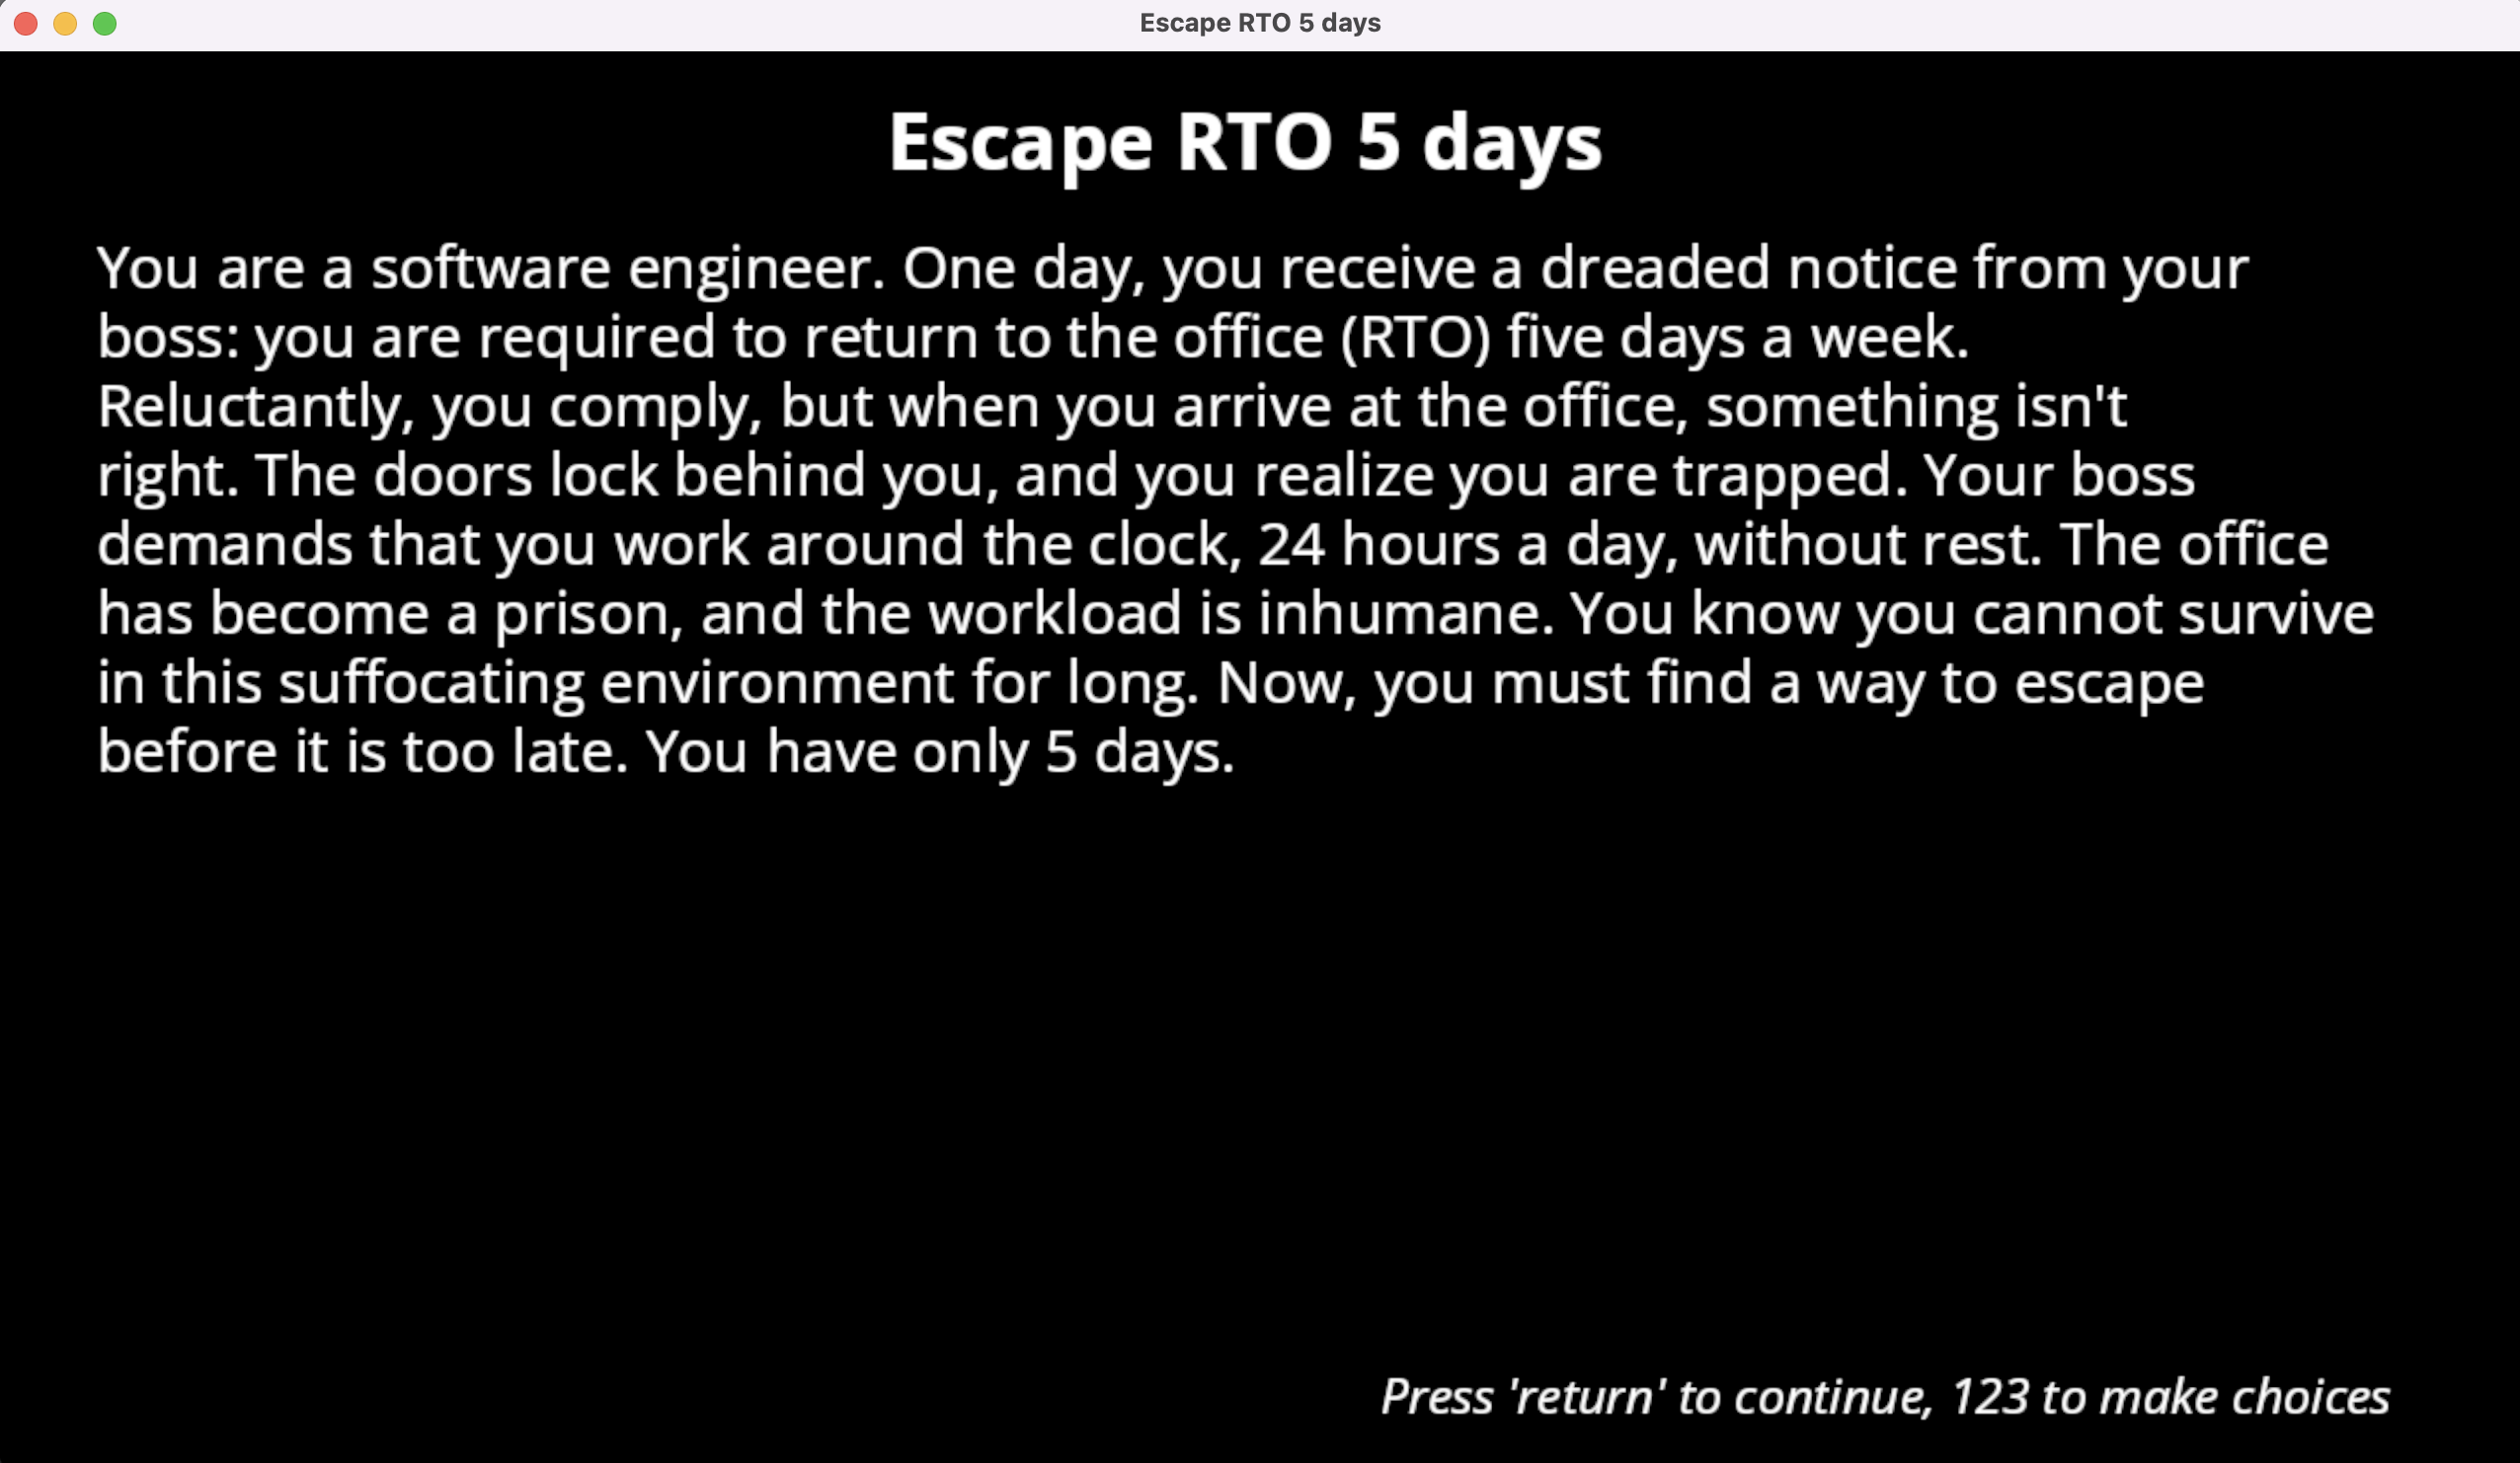 Escape RTO 5 days
Escape RTO 5 days
You are a software engineer. One day, you receive a dreaded notice from your
boss: you are required to return to the office (RTO) five days a week.
Reluctantly, you comply, but when you arrive at the office, something isn't
right. The doors lock behind you, and you realize you are trapped. Your boss
demands that you work around the clock, 24 hours a day, without rest. The office
has become a prison, and the workload is inhumane. You know you cannot survive
in this suffocating environment for long. Now, you must find a way to escape
before it is too late. You have only 5 days.
Press 'return' to continue, 123 to make choices